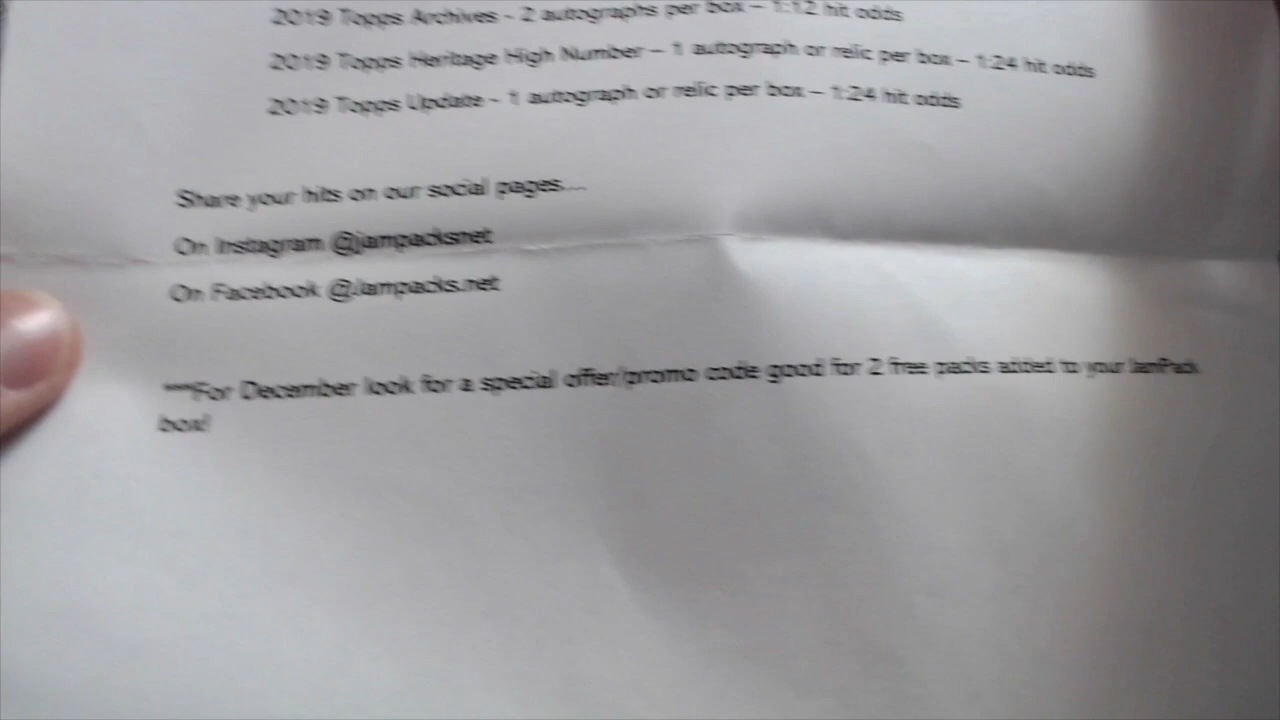 2019 Topps Archives - 2 autographs per box – 1:12 hit odds
2019 Topps Heritage High Number – 1 autograph or relic per box – 1:24 hit odds
2019 Topps Update - 1 autograph or relic per box – 1:24 hit odds
Share your hits on our social pages....
On Instagram @jampacksnet
On Facebook @Jampacks.net
***For December look for a special offer/promo code good for 2 free packs added to your JamPack
box!